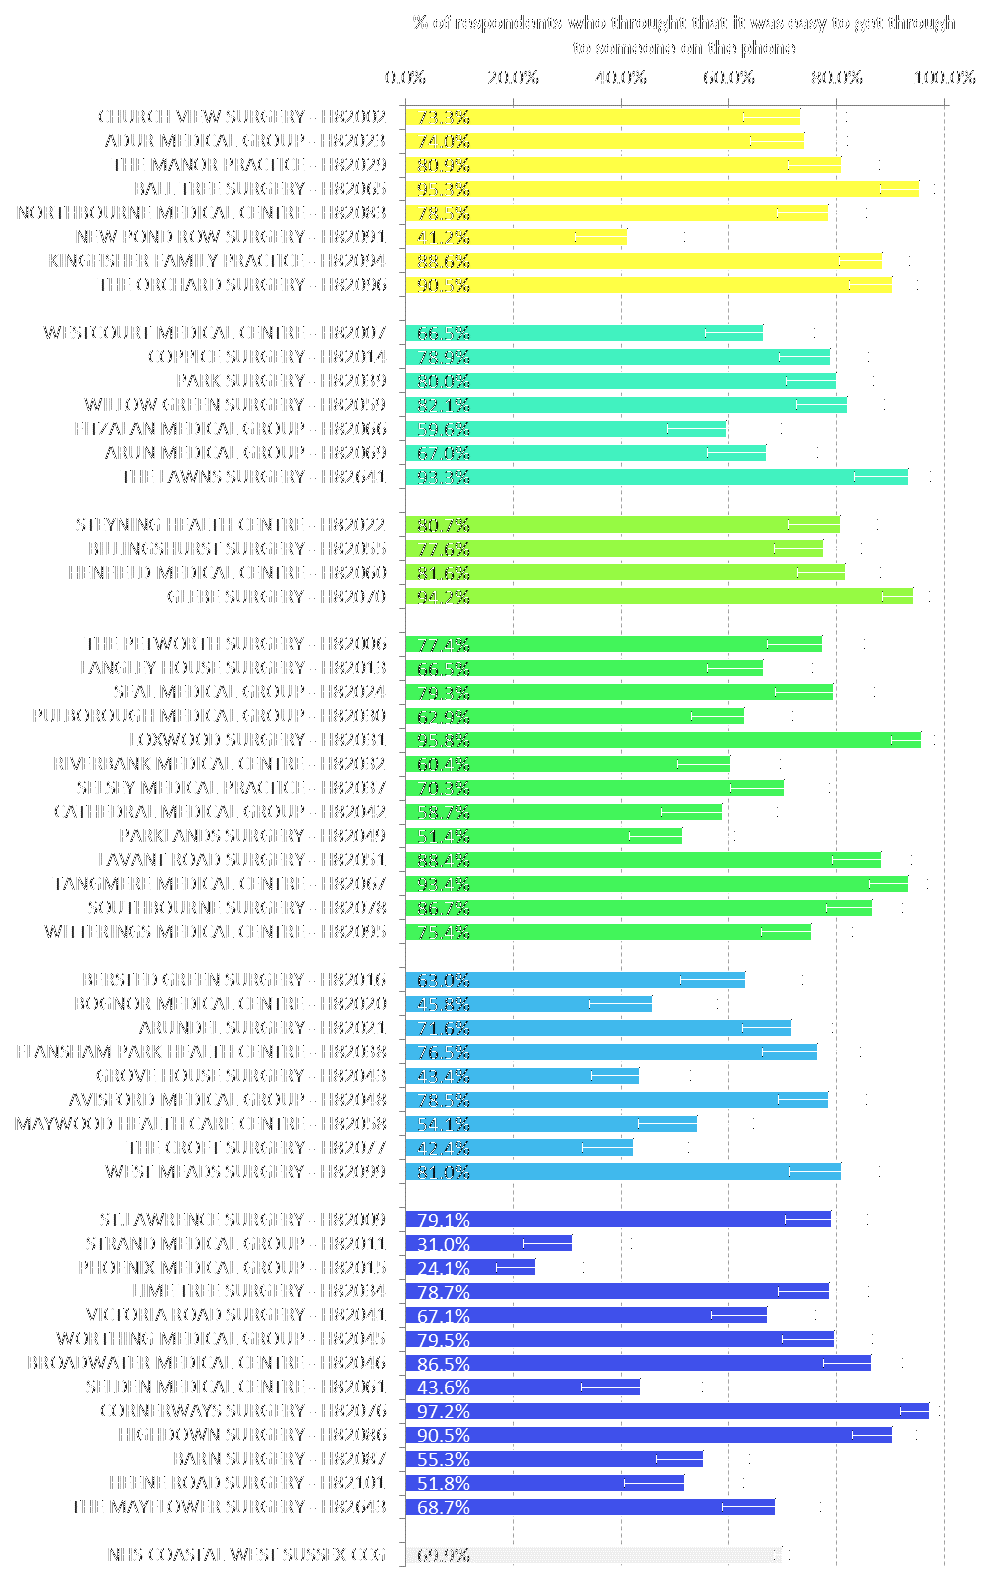 % of respondents who throught that it was easy to get through
to someone on the phone
0.0% 20.0% 40.0% 60.0% 80.0% 100.0%
CHURCH VIEW SURGERY - H82002 73.3%
ADUR MEDICAL GROUP - H82023 74.0%
THE MANOR PRACTICE - H82029 80.9%
BALL TREE SURGERY - H82065 95.3%
NORTHBOURNE MEDICAL CENTRE - H82083 78.5%
NEW POND ROW SURGERY - H82091 41.2%
KINGFISHER FAMILY PRACTICE - H82094 88.6%
THE ORCHARD SURGERY - H82096 90.5%
WESTCOURT MEDICAL CENTRE - H82007 66.5%
COPPICE SURGERY - H82014 78.9%
PARK SURGERY - H82039 80.0%
WILLOW GREEN SURGERY - H82059 82.1%
FITZALAN MEDICAL GROUP - H82066 59.6%
ARUN MEDICAL GROUP - H82069 67.0%
THE LAWNS SURGERY - H82641 93.3%
STEYNING HEALTH CENTRE - H82022 80.7%
BILLINGSHURST SURGERY - H82055 77.6%
HENFIELD MEDICAL CENTRE - H82060 81.6%
GLEBE SURGERY - H82070 94.2%
THE PETWORTH SURGERY - H82006 77.4%
LANGLEY HOUSE SURGERY - H82013 66.5%
SEAL MEDICAL GROUP - H82024 79.3%
PULBOROUGH MEDICAL GROUP - H82030 62.9%
LOXWOOD SURGERY - H82031 95.8%
RIVERBANK MEDICAL CENTRE - H82032 60.4%
SELSEY MEDICAL PRACTICE - H82037 70.3%
CATHEDRAL MEDICAL GROUP - H82042 58.7%
PARKLANDS SURGERY - H82049 51.4%
LAVANT ROAD SURGERY - H82051 88.4%
TANGMERE MEDICAL CENTRE - H82067 93.4%
SOUTHBOURNE SURGERY - H82078 86.7%
WITTERINGS MEDICAL CENTRE - H82095 75.4%
BERSTED GREEN SURGERY - H82016 63.0%
BOGNOR MEDICAL CENTRE - H82020 45.8%
ARUNDEL SURGERY - H82021 71.6%
FLANSHAM PARK HEALTH CENTRE - H82038 76.5%
GROVE HOUSE SURGERY - H82043 43.4%
AVISFORD MEDICAL GROUP - H82048 78.5%
MAYWOOD HEALTH CARE CENTRE - H82058 54.1%
THE CROFT SURGERY - H82077 42.4%
WEST MEADS SURGERY - H82099 81.0%
ST.LAWRENCE SURGERY - H82009 79.1%
STRAND MEDICAL GROUP - H82011 31.0%
PHOENIX MEDICAL GROUP - H82015 24.1%
LIME TREE SURGERY - H82034 78.7%
VICTORIA ROAD SURGERY - H82041 67.1%
WORTHING MEDICAL GROUP - H82045 79.5%
BROADWATER MEDICAL CENTRE - H82046 86.5%
SELDEN MEDICAL CENTRE - H82061 43.6%
CORNERWAYS SURGERY - H82076 97.2%
HIGHDOWN SURGERY - H82086 90.5%
BARN SURGERY - H82087 55.3%
HEENE ROAD SURGERY - H82101 51.8%
THE MAYFLOWER SURGERY - H82643 68.7%
NHS COASTAL WEST SUSSEX CCG 69.9%